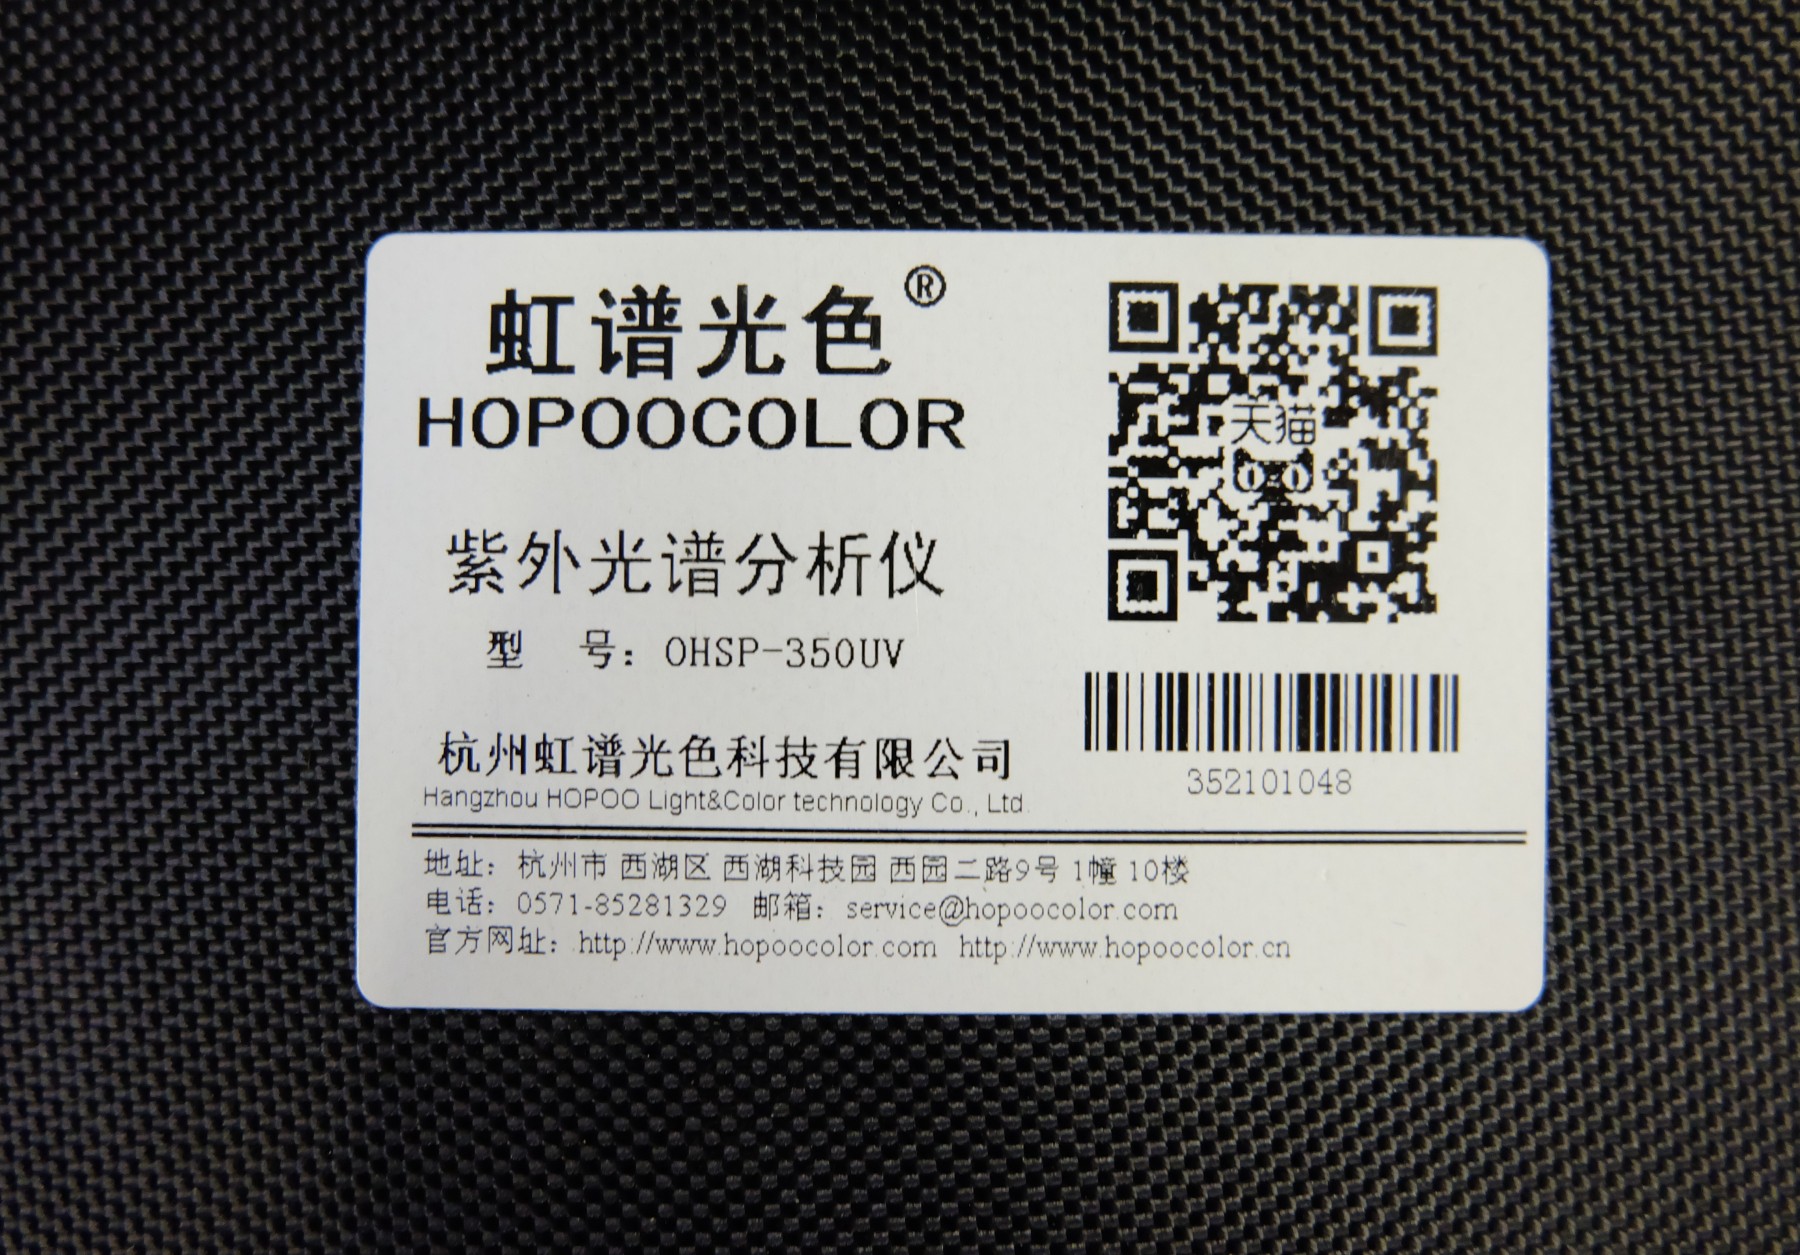 虹谱光色®
HOPOOCOLOR
天猫
紫外光谱分析仪
型 号：OHSP-350UV
杭州虹谱光色科技有限公司
Hangzhou HOPOO Light&Color technology Co., Ltd.
352101048
地址：杭州市 西湖区 西湖科技园 西园二路9号 1幢 10楼
电话：0571-85281329 邮箱：service@hopoocolor.com
官方网址：http://www.hopoocolor.com http://www.hopoocolor.cn